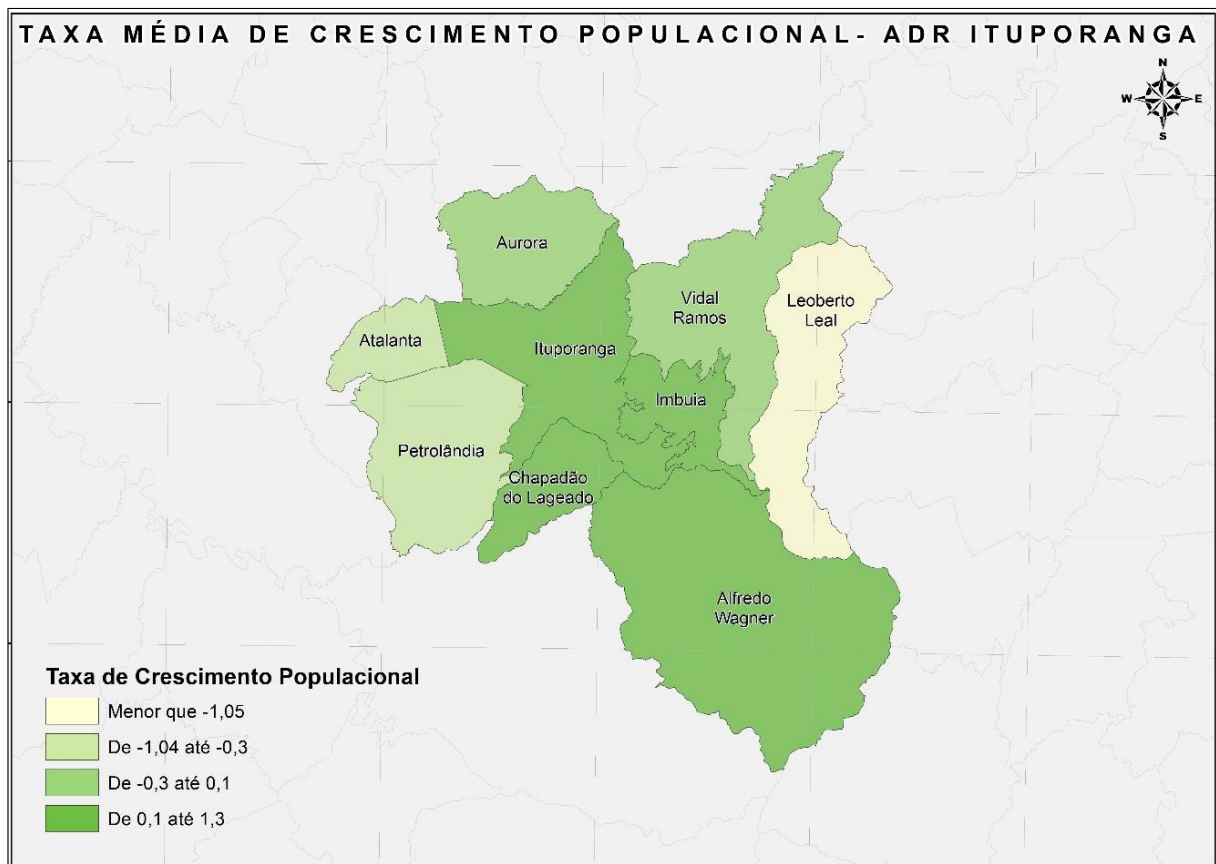 TAXA MÉDIA DE CRESCIMENTO POPULACIONAL- ADR ITUPORANGA
N
W E
S
Aurora
Vidal
Ramos
Leoberto
Leal
Atalanta
Ituporanga
Imbuia
Petrolândia
Chapadão
do Lageado
Alfredo
Wagner
Taxa de Crescimento Populacional
Menor que -1,05
De -1,04 até -0,3
De -0,3 até 0,1
De 0,1 até 1,3